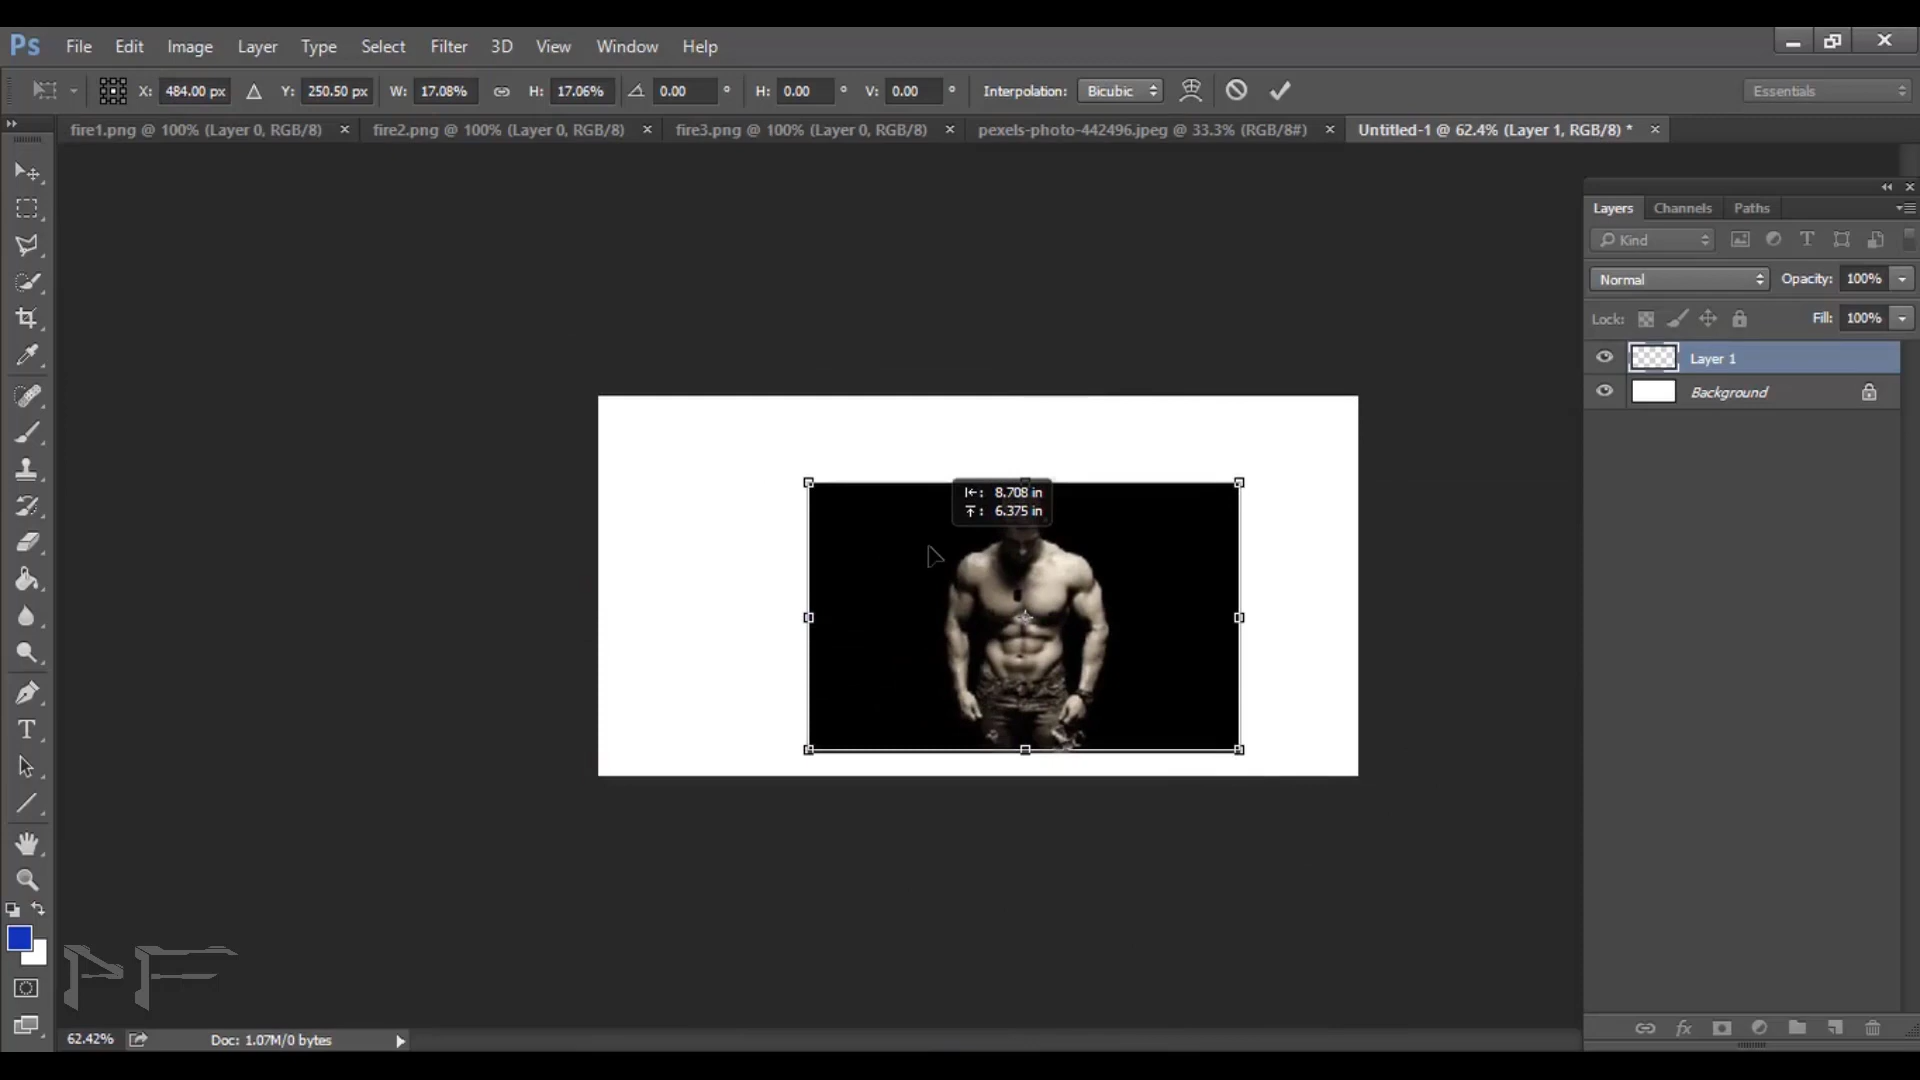 Ps File Edit Image Layer Type Select Filter 3D View Window Help
X: 484.00 px Y: 250.50 px W: 17.08% H: 17.06% 0.00 ° H: 0.00 ° V: 0.00 ° Interpolation: Bicubic Essentials
fire1.png @ 100% (Layer 0, RGB/8) × fire2.png @ 100% (Layer 0, RGB/8) × fire3.png @ 100% (Layer 0, RGB/8) × pexels-photo-442496.jpeg @ 33.3% (RGB/8#) × Untitled-1 @ 62.4% (Layer 1, RGB/8) * ×
Layers Channels Paths
Kind
Normal Opacity: 100%
Lock: Fill: 100%
Layer 1
Background
8.708 in
6.375 in
PF
62.42% Doc: 1.07M/0 bytes